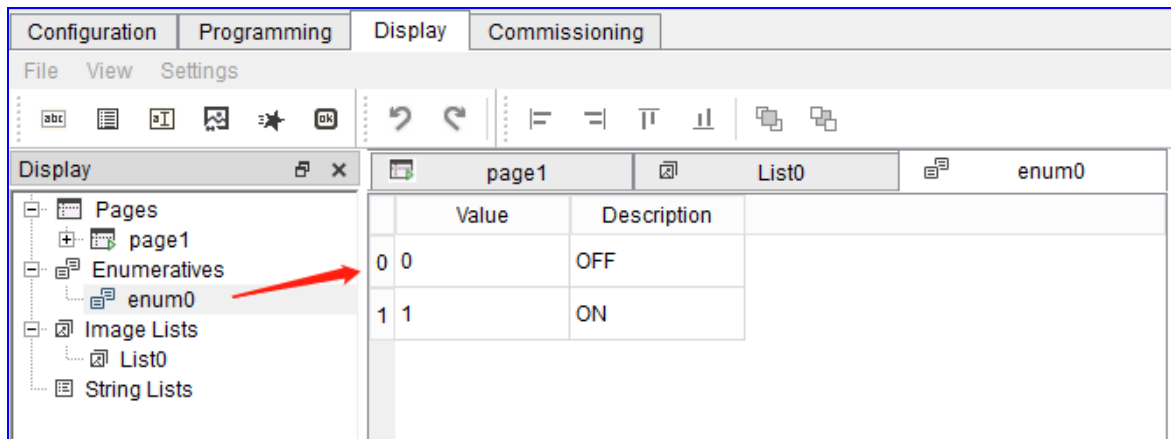 Configuration Programming Display Commissioning
File View Settings
abc a ok
Display page1 List0 enum0
Pages Value Description
page1
Enumeratives 0 0 OFF
enum0
Image Lists 1 1 ON
List0
String Lists